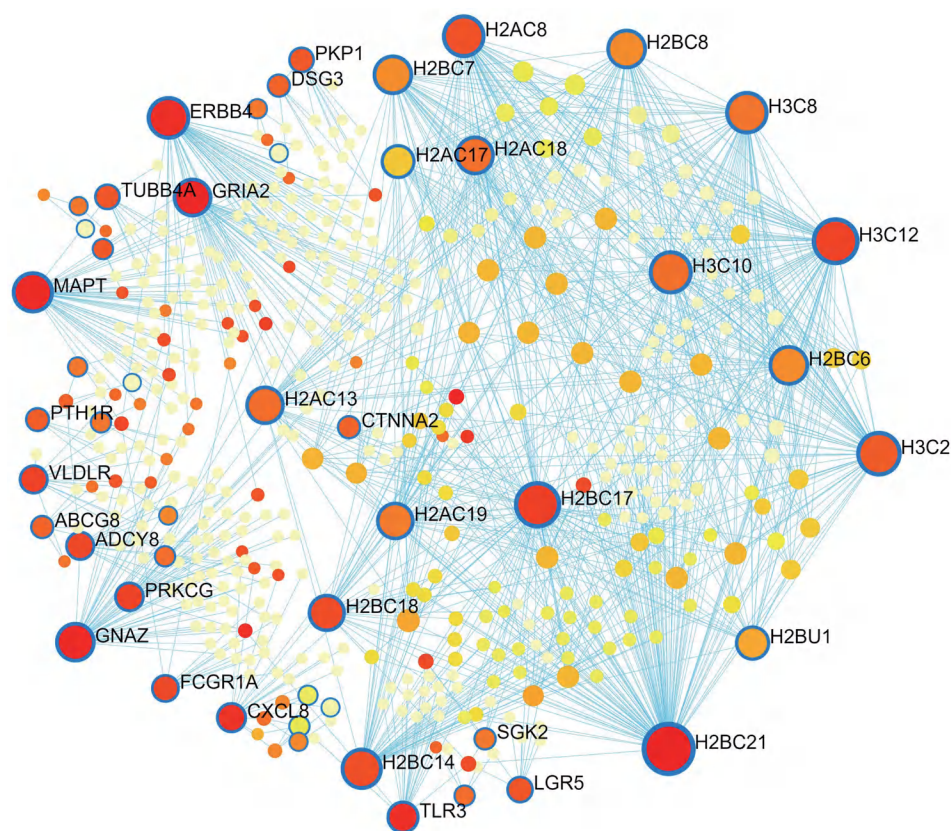 H2AC8
H2BC8
PKP1
H2BC7
DSG3
ERBB4
H3C8
H2AC17
H2AC18
TUBB4A
GRIA2
H3C12
H3C10
MAPT
H2BC6
H2AC13
PTH1R
CTNNA2
H3C2
VLDLR
H2BC17
ABCG8
H2AC19
ADCY8
PRKCG
H2BC18
GNAZ
H2BU1
FCGR1A
CXCL8
SGK2
H2BC21
H2BC14
LGR5
TLR3